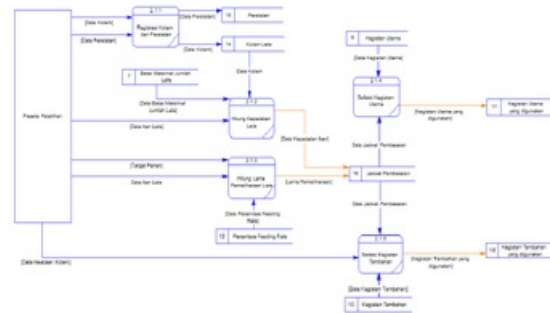 2.1.1
Registrasi Kolam
dan Peralatan
[Data Kolam]
[Data Peralatan]
[Data Peralatan]
[Data Kolam]
13 Peralatan
14 Kolam Lele
Data Kolam
7 Batas Maksimal Jumlah
Lele
[Data Batas Maksimal
Jumlah Lele]
2.1.2
Hitung Kepadatan
Lele
Data Ikan Lele
[Data Kepadatan Ikan]
Peserta Pelatihan
[Target Panen]
Data Ikan Lele
2.1.3
Hitung Lama
Pemeliharaan Lele
[Lama Pemeliharaan]
[Data Persentase Feeding
Rate]
12 Persentase Feeding Rate
9 Kegiatan Utama
[Data Kegiatan Utama]
2.1.4
Seleksi Kegiatan
Utama
[Kegiatan Utama yang
digunakan]
17 Kegiatan Utama
yang digunakan
Data Jadwal Pembesaran
16 Jadwal Pembesaran
Data Jadwal Pembesaran
2.1.5
Seleksi Kegiatan
Tambahan
[Kegiatan Tambahan yang
digunakan]
18 Kegiatan Tambahan
yang digunakan
[Data Keadaan Kolam]
[Data Kegiatan Tambahan]
10 Kegiatan Tambahan